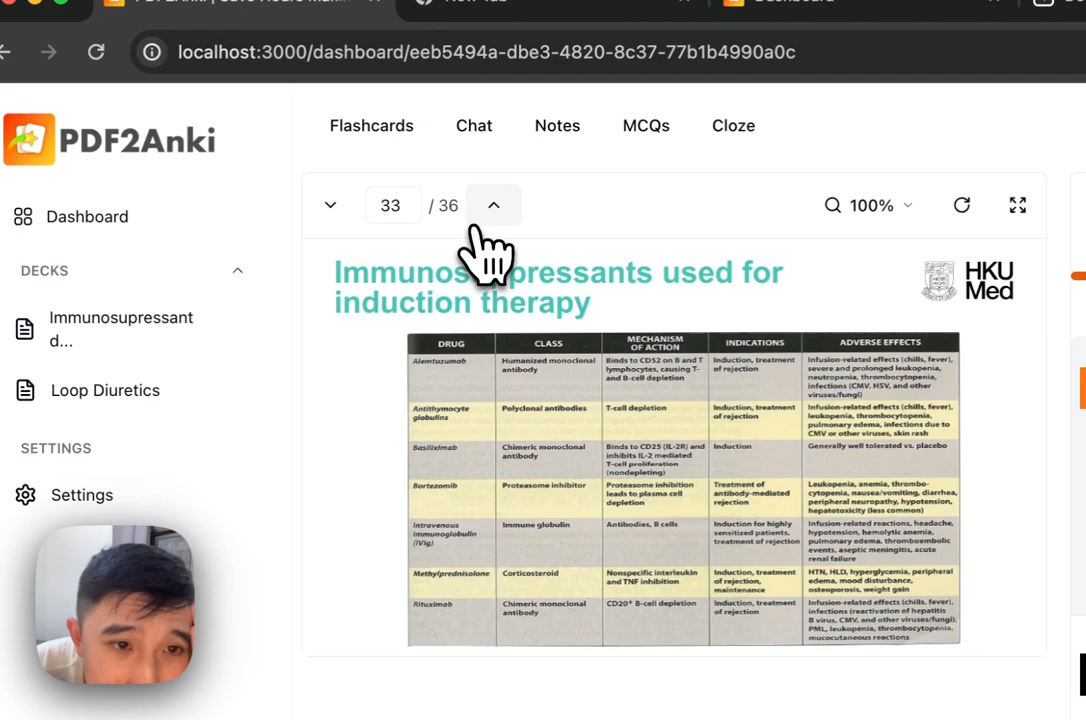 PDF2Anki | Save Hours Makin
New Tab
Dashboard
localhost:3000/dashboard/eeb5494a-dbe3-4820-8c37-77b1b4990a0c
PDF2Anki
Flashcards
Chat
Notes
MCQs
Cloze
Dashboard
DECKS
Immunosupressant
d...
Loop Diuretics
SETTINGS
Settings
33 / 36
100%
Immunosuppressants used for
induction therapy
HKU
Med
DRUG
CLASS
MECHANISM
OF ACTION
INDICATIONS
ADVERSE EFFECTS
Alemtuzumab
Humanized monoclonal
antibody
Binds to CD52 on B and T
lymphocytes, causing T-
and B-cell depletion
Induction, treatment
of rejection
Infusion-related effects (chills, fever),
severe and prolonged leukopenia,
neutropenia, thrombocytopenia,
infections (CMV, HSV, and other
viruses/fungi)
Antithymocyte
globulins
Polyclonal antibodies
T-cell depletion
Induction, treatment
of rejection
Infusion-related effects (chills, fever),
leukopenia, thrombocytopenia,
pulmonary edema, infections due to
CMV or other viruses, skin rash
Basiliximab
Chimeric monoclonal
antibody
Binds to CD25 (IL-2R) and
inhibits IL-2 mediated
T-cell proliferation
(nondepleting)
Induction
Generally well tolerated vs. placebo
Bortezomib
Proteasome inhibitor
Proteasome inhibition
leads to plasma cell
depletion
Treatment of
antibody-mediated
rejection
Leukopenia, anemia, thrombo-
cytopenia, nausea/vomiting, diarrhea,
peripheral neuropathy, hypotension,
hepatotoxicity (less common)
Intravenous
immunoglobulin
(IVIg)
Immune globulin
Antibodies, B cells
Induction for highly
sensitized patients,
treatment of rejection
Infusion-related reactions, headache,
hypotension, hemolytic anemia,
pulmonary edema, thromboembolic
events, aseptic meningitis, acute
renal failure
Methylprednisolone
Corticosteroid
Nonspecific interleukin
and TNF inhibition
Induction, treatment
of rejection,
maintenance
HTN, HLD, hyperglycemia, peripheral
edema, mood disturbance,
osteoporosis, weight gain
Rituximab
Chimeric monoclonal
antibody
CD20+ B-cell depletion
Induction, treatment
of rejection
Infusion-related effects (chills, fever),
infections (reactivation of hepatitis
B virus, CMV, and other viruses/fungi),
PML, leukopenia, thrombocytopenia,
mucocutaneous reactions